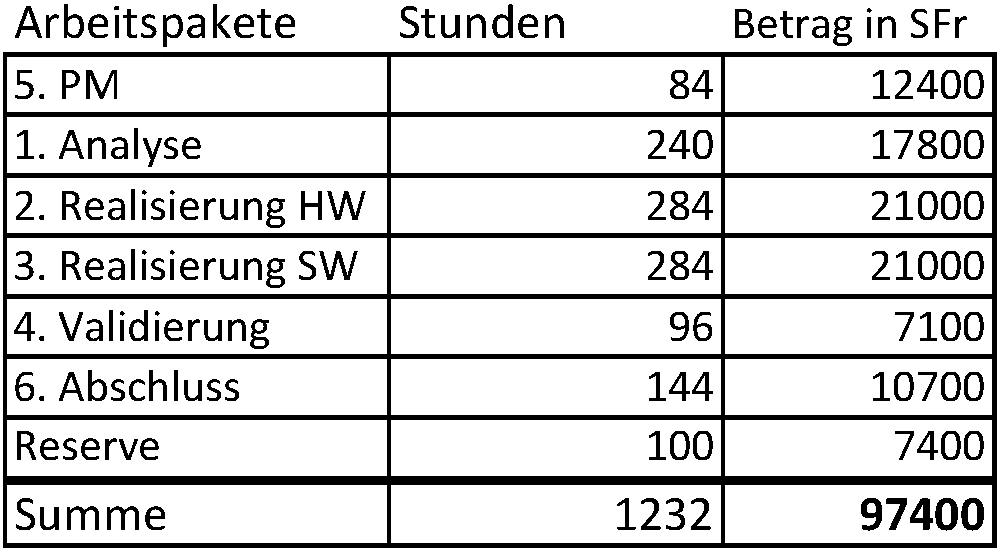 Arbeitspakete Stunden Betrag in SFr
5. PM 84 12400
1. Analyse 240 17800
2. Realisierung HW 284 21000
3. Realisierung SW 284 21000
4. Validierung 96 7100
6. Abschluss 144 10700
Reserve 100 7400
Summe 1232 97400